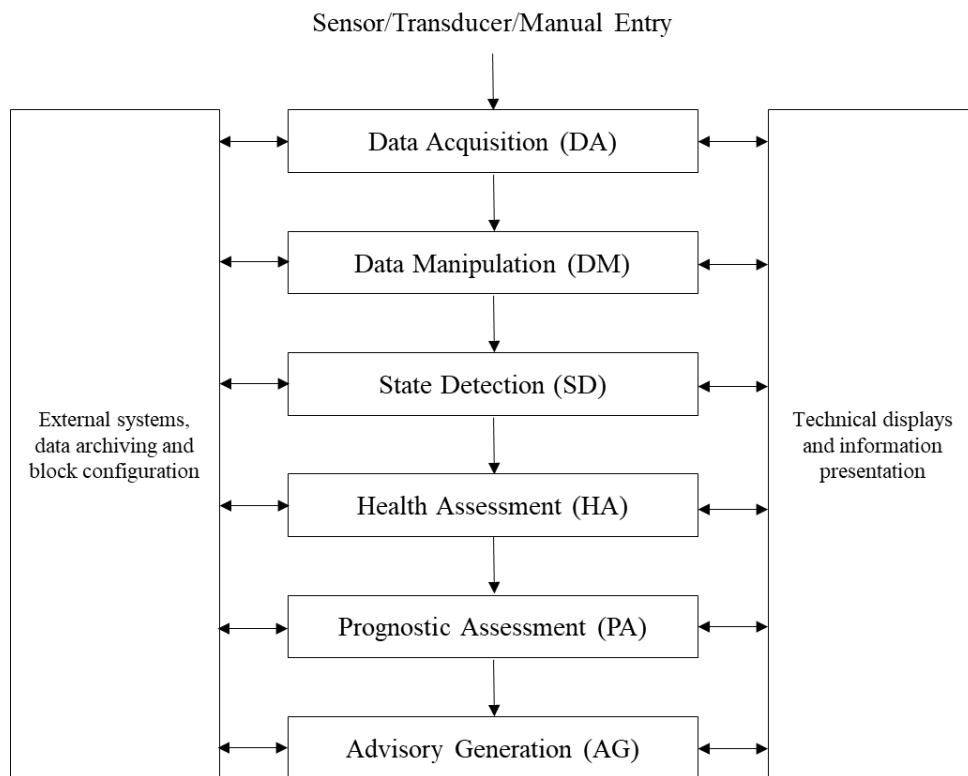 Sensor/Transducer/Manual Entry
Data Acquisition (DA)
Data Manipulation (DM)
State Detection (SD)
External systems,
data archiving and
block configuration
Technical displays
and information
presentation
Health Assessment (HA)
Prognostic Assessment (PA)
Advisory Generation (AG)